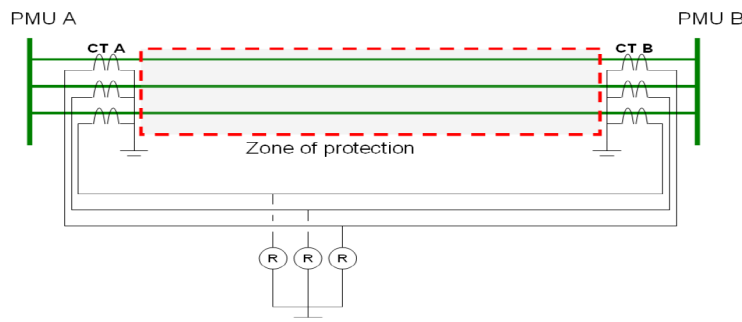 PMU A
PMU B
CT A
CT B
Zone of protection
R R R